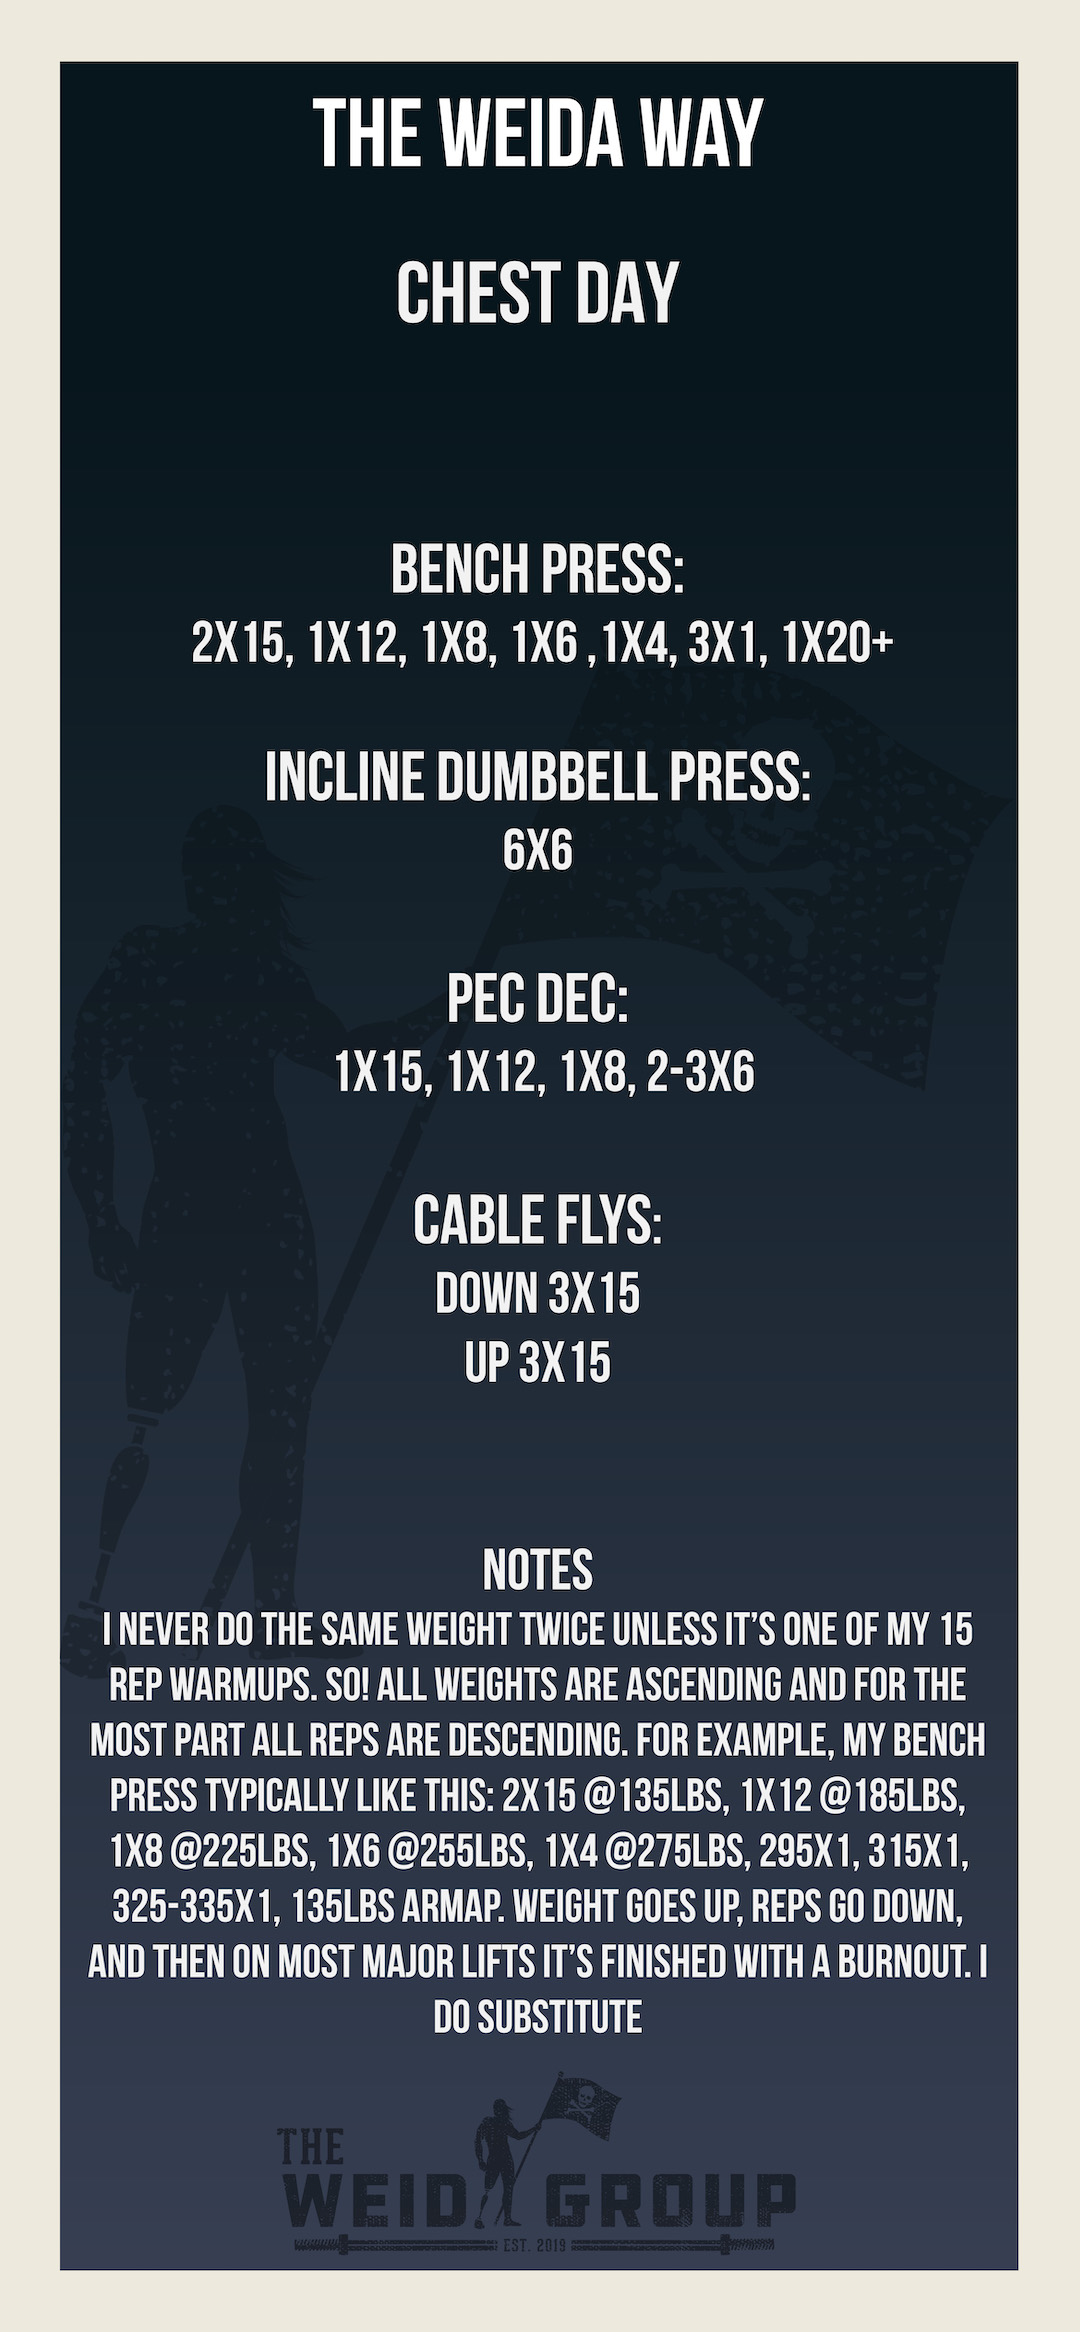 THE WEIDA WAY
CHEST DAY
BENCH PRESS:
2X15, 1X12, 1X8, 1X6 ,1X4, 3X1, 1X20+
INCLINE DUMBBELL PRESS:
6X6
PEC DEC:
1X15, 1X12, 1X8, 2-3X6
CABLE FLYS:
DOWN 3X15
UP 3X15
NOTES
I NEVER DO THE SAME WEIGHT TWICE UNLESS IT'S ONE OF MY 15
REP WARMUPS. SO! ALL WEIGHTS ARE ASCENDING AND FOR THE
MOST PART ALL REPS ARE DESCENDING. FOR EXAMPLE, MY BENCH
PRESS TYPICALLY LIKE THIS: 2X15 @135LBS, 1X12 @185LBS,
1X8 @225LBS, 1X6 @255LBS, 1X4 @275LBS, 295X1, 315X1,
325-335X1, 135LBS ARMAP. WEIGHT GOES UP, REPS GO DOWN,
AND THEN ON MOST MAJOR LIFTS IT'S FINISHED WITH A BURNOUT. I
DO SUBSTITUTE
THE
WEID GROUP
EST. 2019